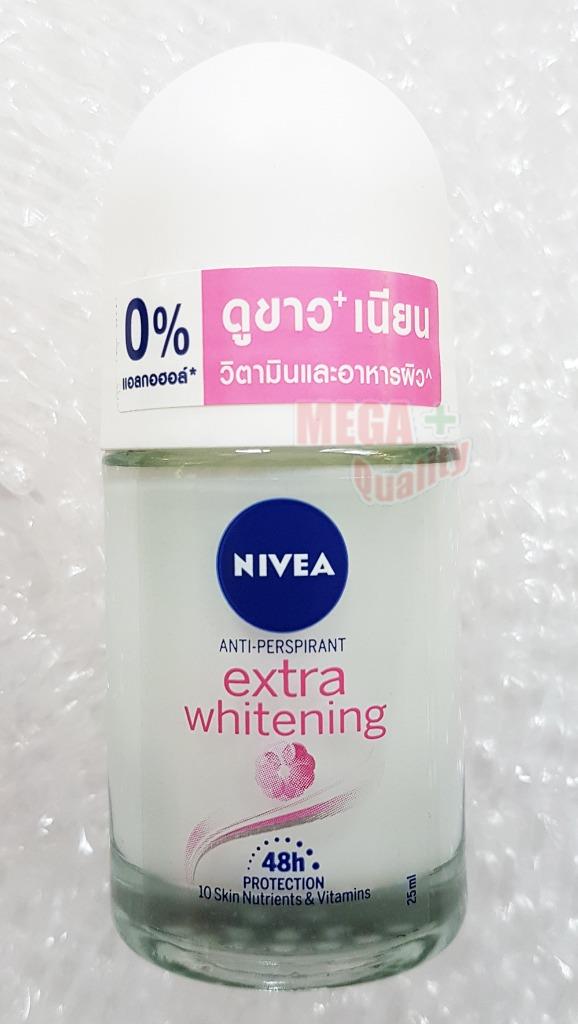 0%
แอลกอฮอล์*
ดูขาว+ เนียน
วิตามินและอาหารผิว^
MEGA+
Quality
NIVEA
ANTI-PERSPIRANT
extra
whitening
48h
PROTECTION
10 Skin Nutrients & Vitamins
25ml